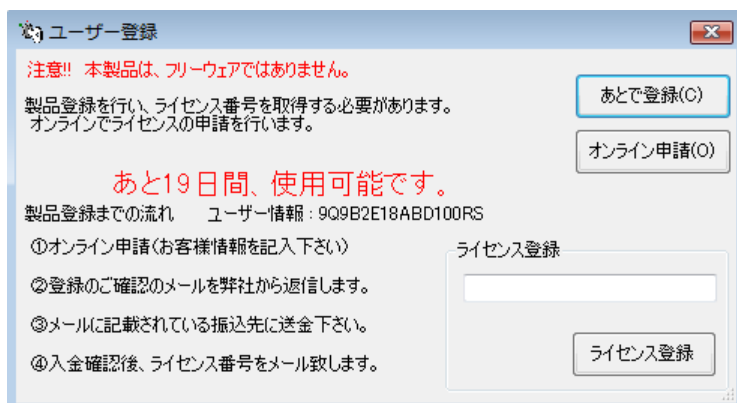 ユーザー登録
注意!! 本製品は、フリーウェアではありません。
製品登録を行い、ライセンス番号を取得する必要があります。
オンラインでライセンスの申請を行います。
あとで登録(C)
オンライン申請(O)
あと19日間、使用可能です。
製品登録までの流れ ユーザー情報:9Q9B2E18ABD100RS
①オンライン申請(お客様情報を記入下さい)
②登録のご確認のメールを弊社から返信します。
③メールに記載されている振込先に送金下さい。
④入金確認後、ライセンス番号をメール致します。
ライセンス登録
ライセンス登録